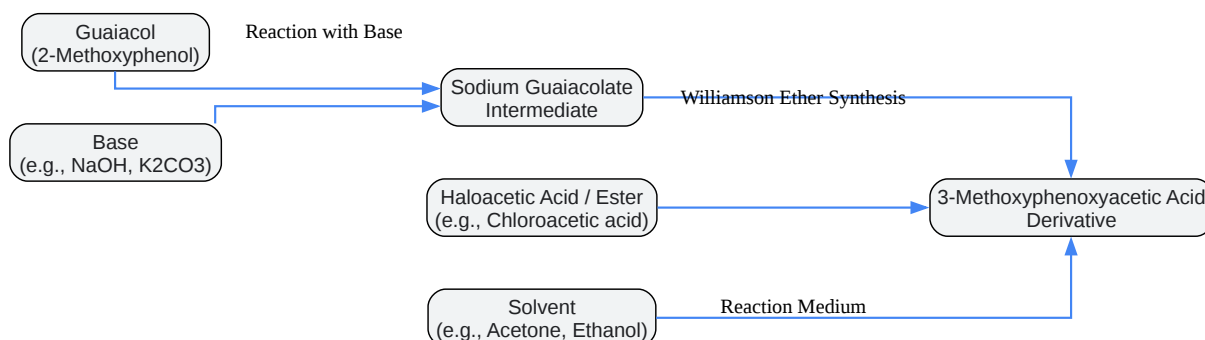 Guaiacol
(2-Methoxyphenol)
Reaction with Base
Sodium Guaiacolate
Intermediate
Williamson Ether Synthesis
Base
(e.g., NaOH, K2CO3)
Haloacetic Acid / Ester
(e.g., Chloroacetic acid)
3-Methoxyphenoxyacetic Acid
Derivative
Solvent
(e.g., Acetone, Ethanol)
Reaction Medium